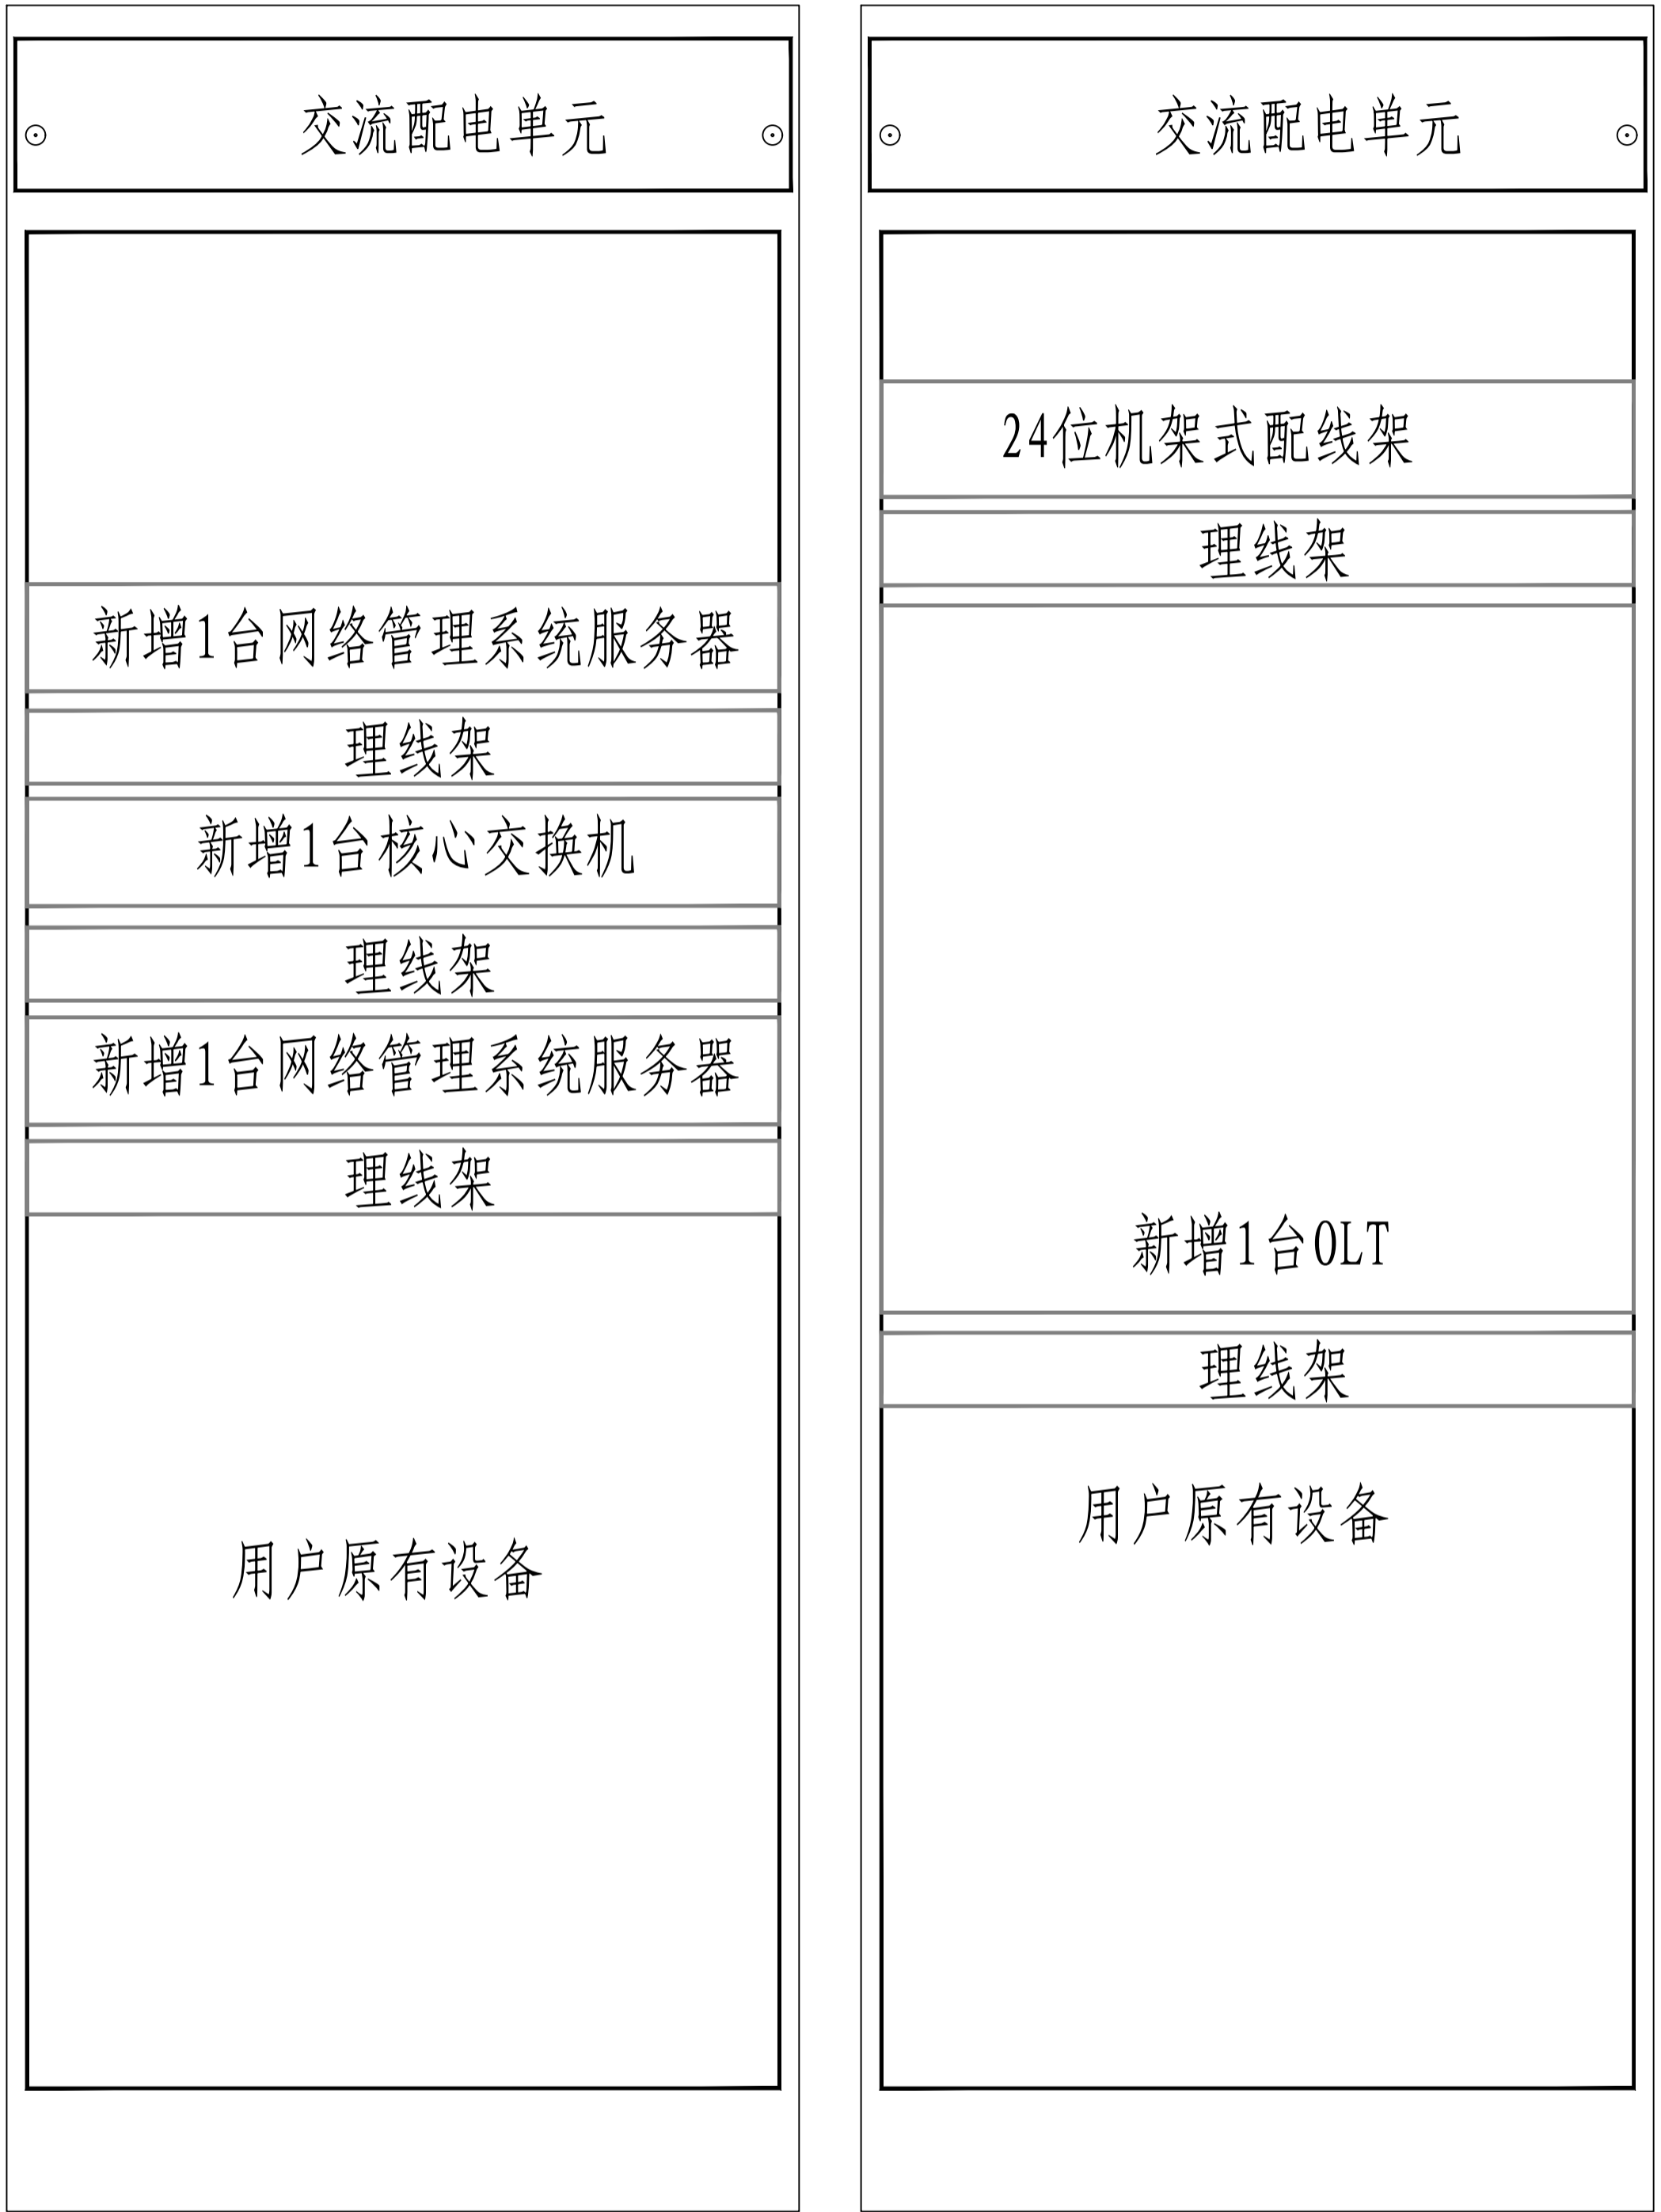 交流配电单元
新增1台网络管理系统服务器
理线架
新增1台核心交换机
理线架
新增1台网络管理系统服务器
理线架
用户原有设备
交流配电单元
24位机架式配线架
理线架
新增1台OLT
理线架
用户原有设备